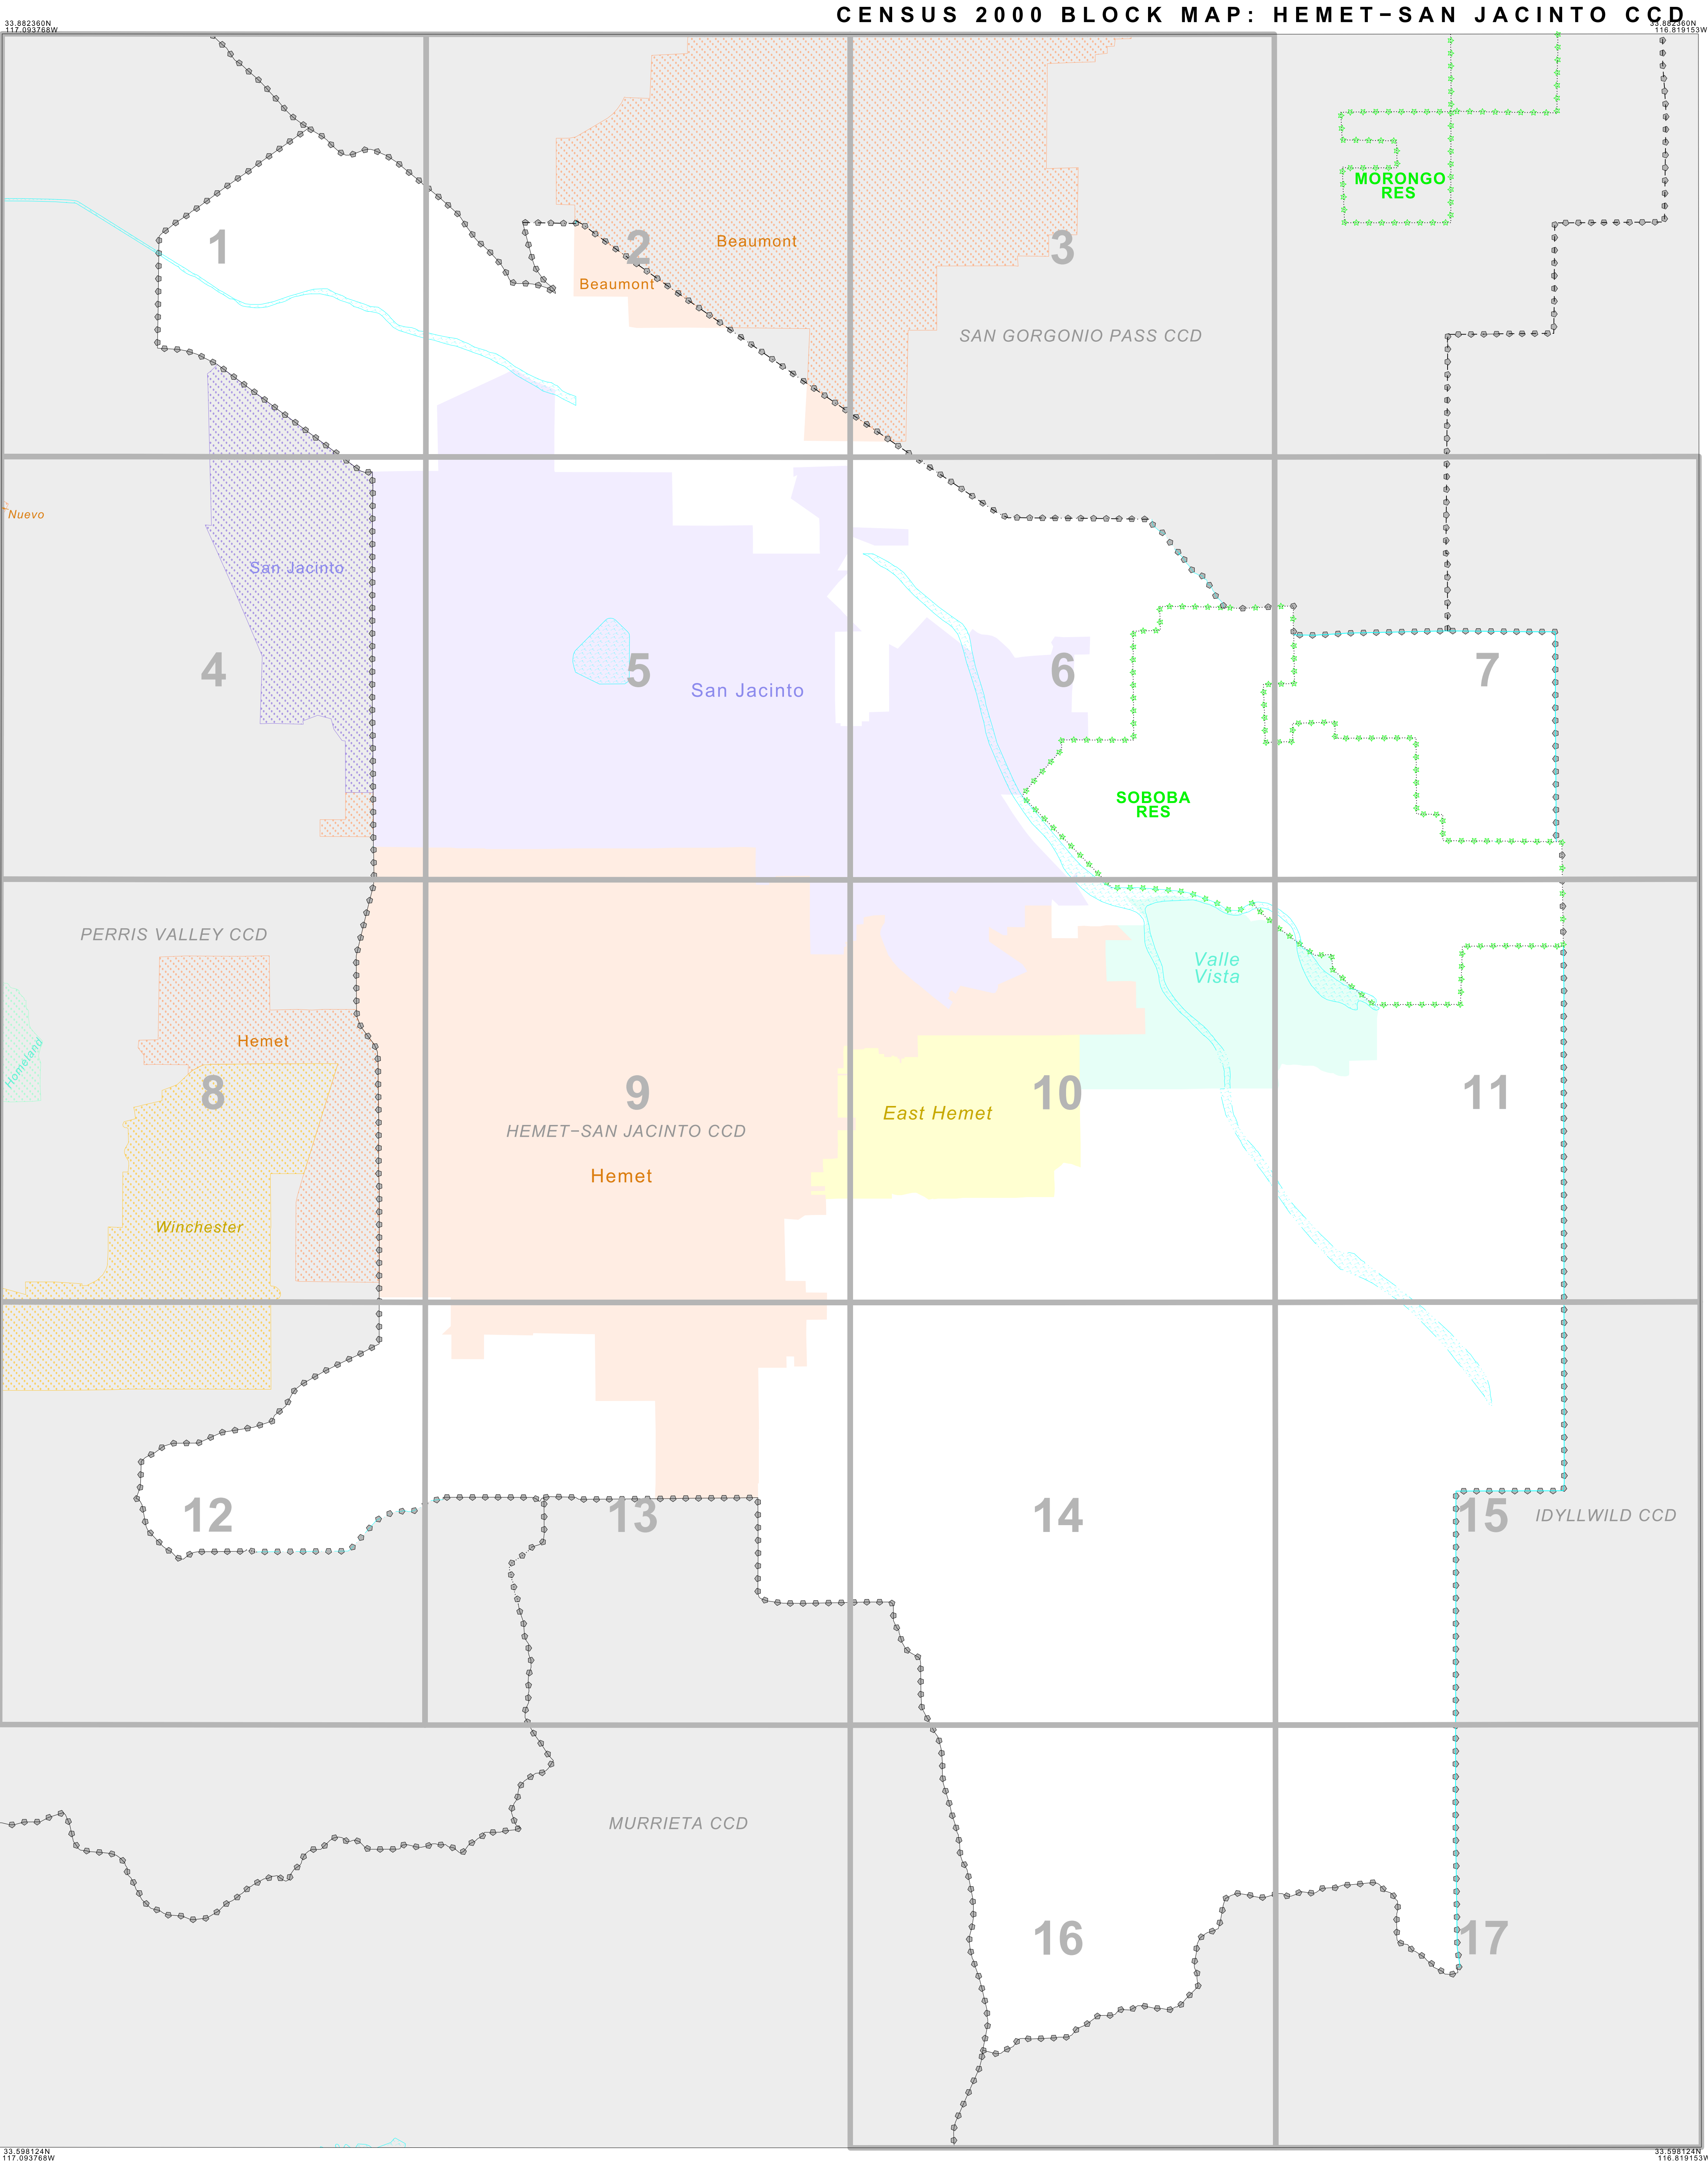 CENSUS 2000 BLOCK MAP: HEMET−SAN JACINTO CCD
33.882360N
117.093768W
33.882360N
116.819153W
MORONGO
RES
1
2
3
Beaumont
Beaumont
SAN GORGONIO PASS CCD
Nuevo
San Jacinto
4
5
6
7
San Jacinto
SOBOBA
RES
PERRIS VALLEY CCD
Valle
Vista
Homeland
Hemet
8
9
10
11
East Hemet
HEMET−SAN JACINTO CCD
Hemet
Winchester
12
13
14
15
IDYLLWILD CCD
MURRIETA CCD
16
17
33.598124N
117.093768W
33.598124N
116.819153W